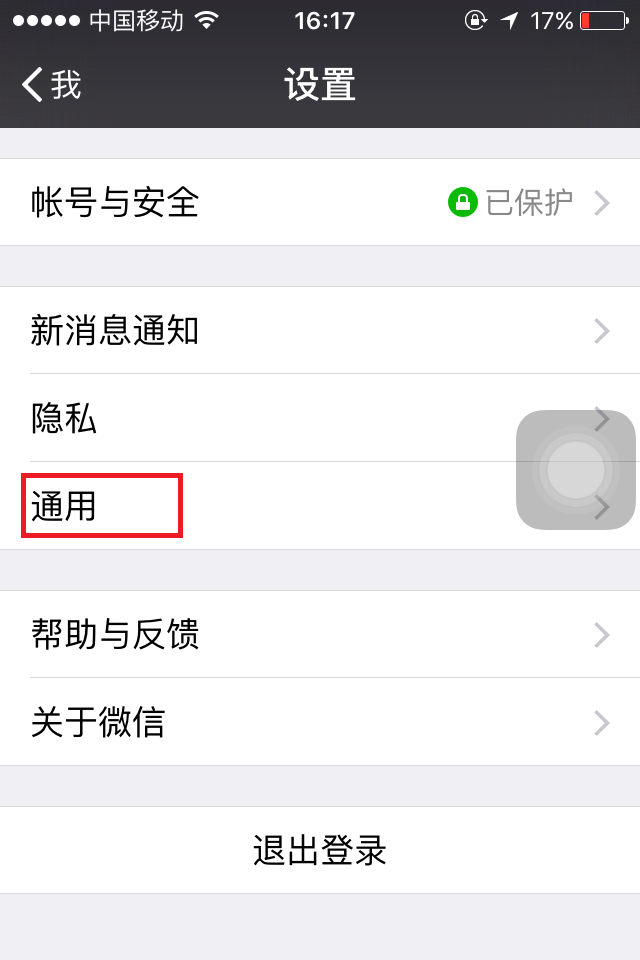 中国移动 16:17 17%
我 设置
帐号与安全 已保护
新消息通知
隐私
通用
帮助与反馈
关于微信
退出登录